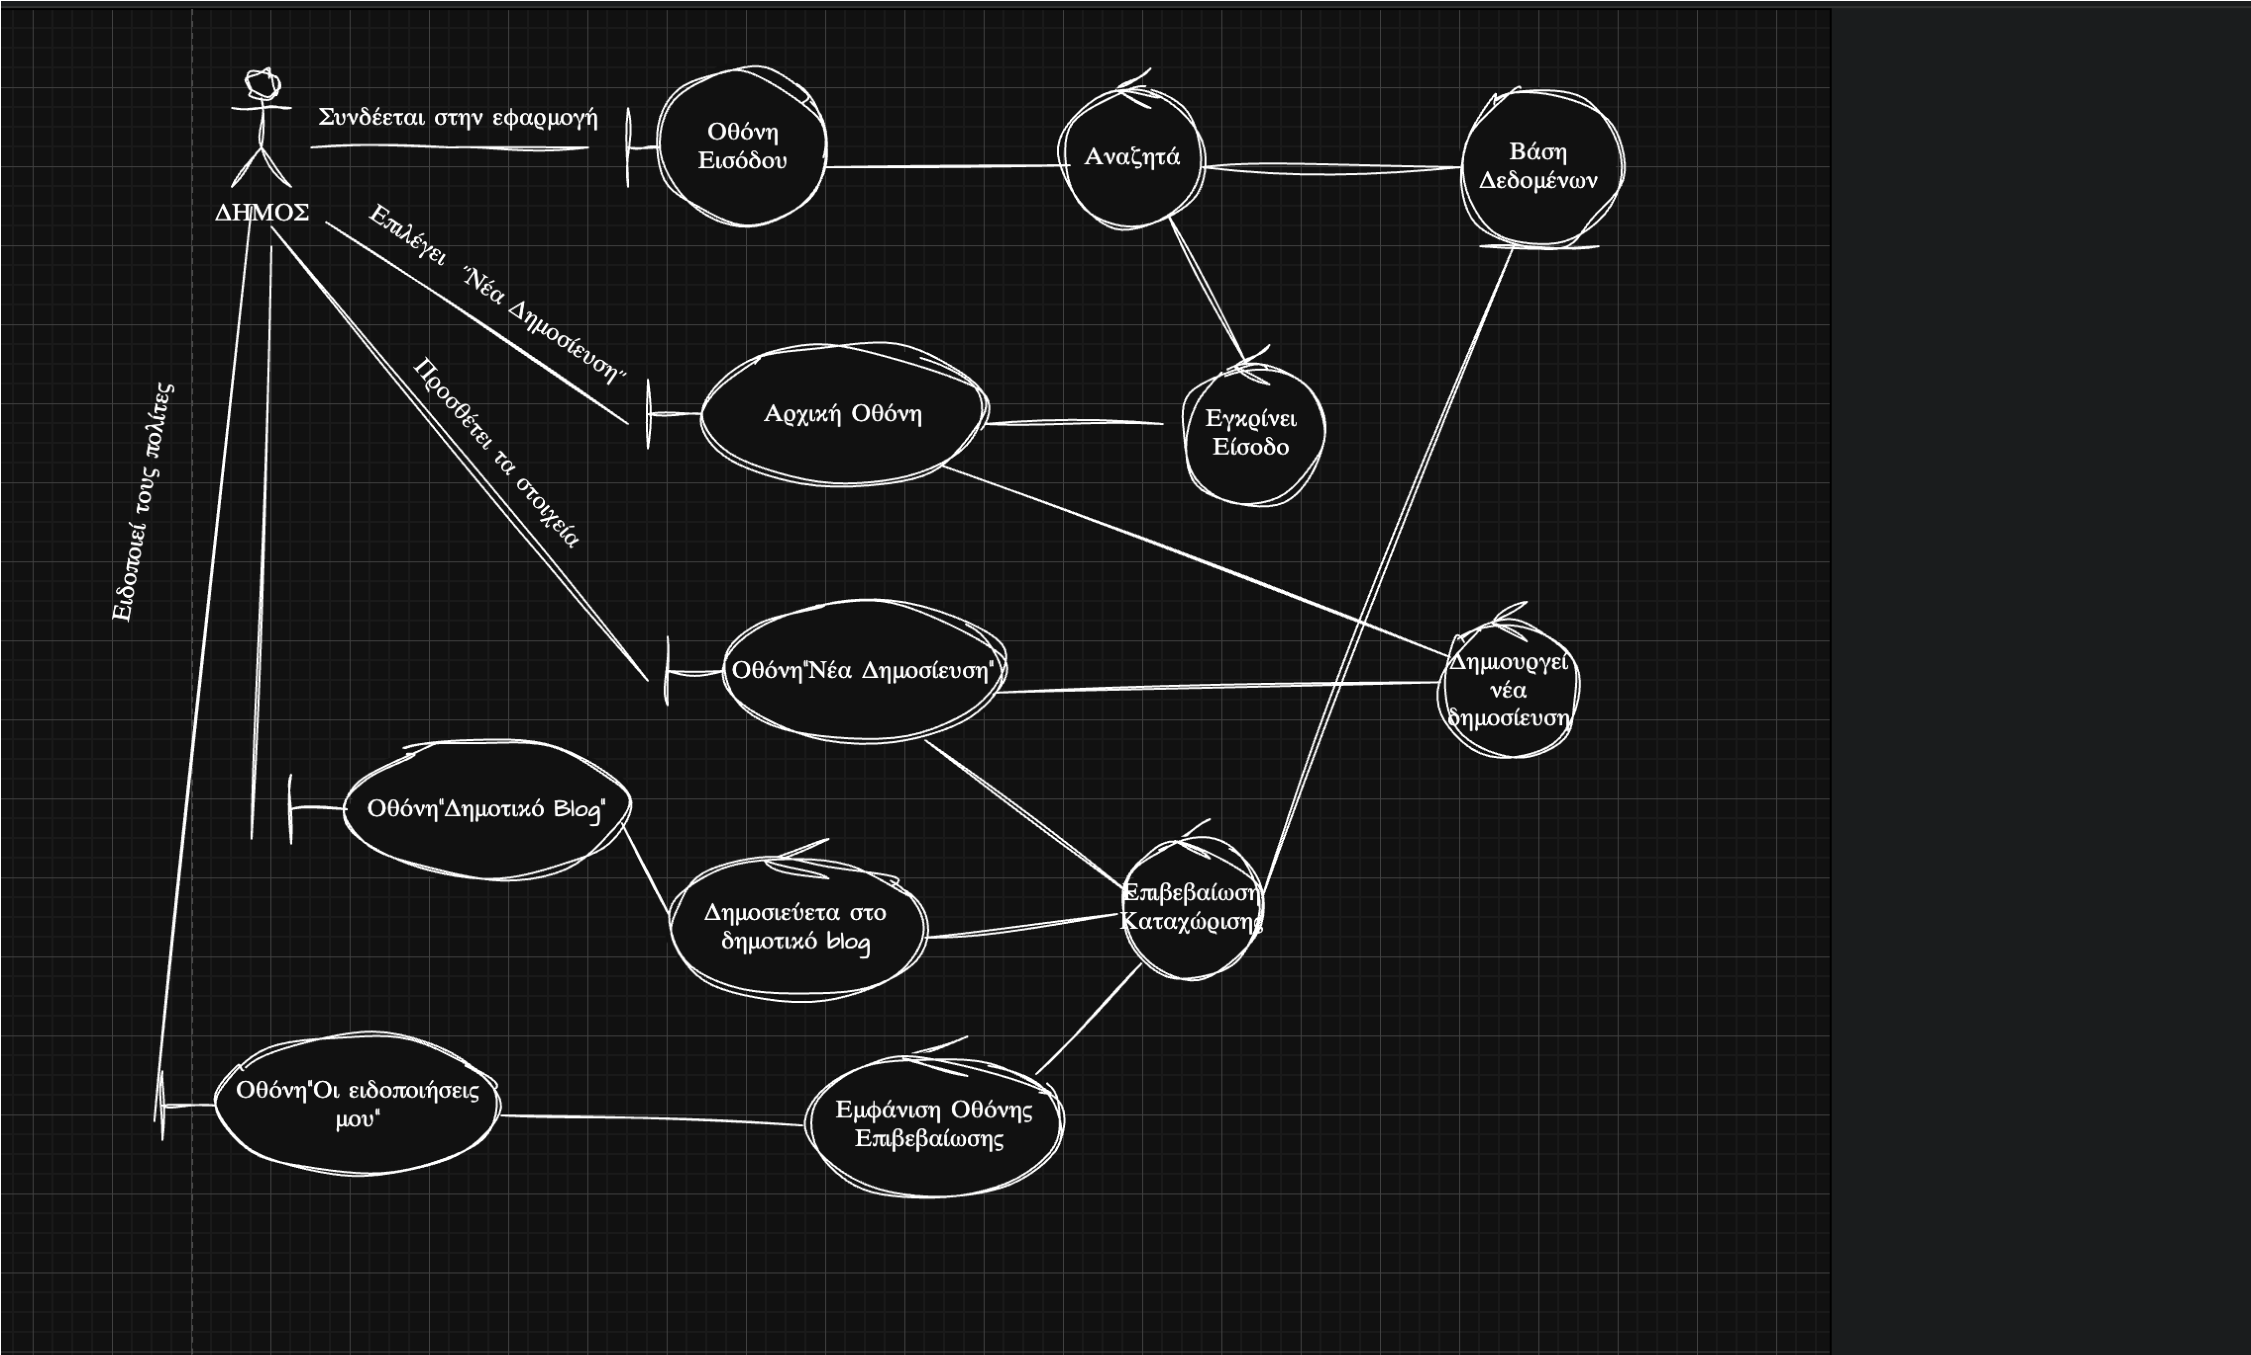 Συνδέεται στην εφαρμογή
Οθόνη
Εισόδου
Αναζητά
Βάση
Δεδομένων
ΔΗΜΟΣ
Επιλέγει "Νέα Δημοσίευση"
Προσθέτει τα στοιχεία
Ειδοποιεί τους πολίτες
Αρχική Οθόνη
Εγκρίνει
Είσοδο
Οθόνη"Νέα Δημοσίευση"
Δημιουργεί
νέα
δημοσίευση
Οθόνη"Δημοτικό Blog"
Δημοσιεύετα στο
δημοτικό blog
Επιβεβαίωση
Καταχώρισης
Οθόνη"Οι ειδοποιήσεις
μου"
Εμφάνιση Οθόνης
Επιβεβαίωσης